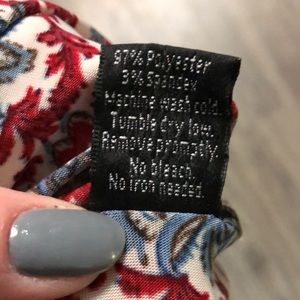 97% Polyester
3% Spandex
Machine wash cold.
Tumble dry low.
Remove promptly.
No bleach.
No iron needed.